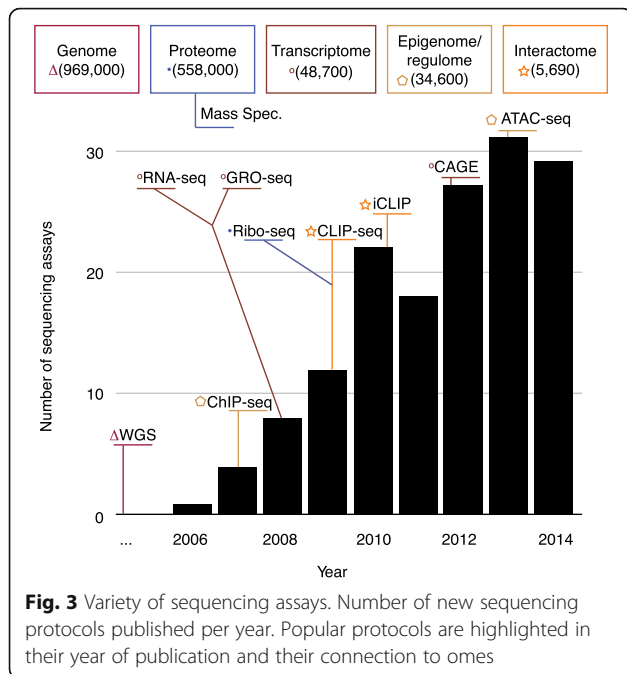 Genome
Δ(969,000)
Proteome
•(558,000)
Transcriptome
o(48,700)
Epigenome/
regulome
⬠(34,600)
Interactome
☆(5,690)
Mass Spec.
⬠ATAC-seq
30
oRNA-seq
oGRO-seq
oCAGE
☆iCLIP
•Ribo-seq
☆CLIP-seq
20
10
⬠ChIP-seq
ΔWGS
0
Number of sequencing assays
... 2006 2008 2010 2012 2014
Year
Fig. 3 Variety of sequencing assays. Number of new sequencing
protocols published per year. Popular protocols are highlighted in
their year of publication and their connection to omes